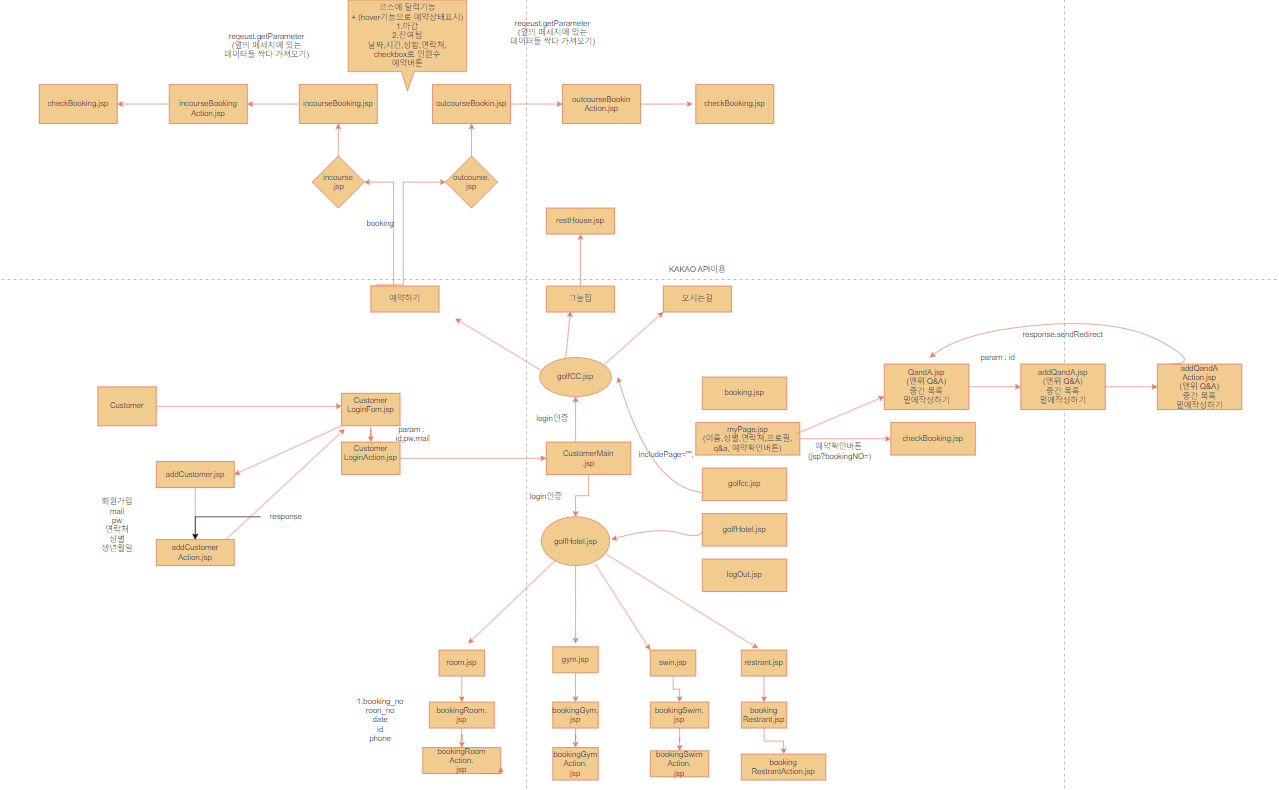 코스에 달력기능
+ (hover기능으로 예약상태표시)
1.마감
2.잔여팀
날짜,시간,성함,연락처,
checkbox로 인원수
예약버튼
reqeust.getParameter
(옆의 메세지에 있는
데이터들 싹다 가져오기)
reqeust.getParameter
(옆의 메세지에 있는
데이터들 싹다 가져오기)
checkBooking.jsp
incourseBooking
Action.jsp
incourseBooking.jsp
outcourseBookin.jsp
outcourseBookin
Action.jsp
checkBooking.jsp
incourse
.jsp
outcourse.
jsp
booking
restHouse.jsp
KAKAO API이용
예약하기
그늘집
오시는길
response.sendRedirect
param : id
golfCC.jsp
QandA.jsp
(맨위 Q&A)
중간 목록
밑에작성하기
addQandA.jsp
(맨위 Q&A)
중간 목록
밑에작성하기
addQandA
Action.jsp
(맨위 Q&A)
중간 목록
밑에작성하기
booking.jsp
Customer
Customer
LoginFom.jsp
login인증
param :
id,pw,mail
myPage.jsp
(이름,성별,연락처,프로필,
q&a, 예약확인버튼)
checkBooking.jsp
예약확인버튼
(jsp?bookingNO=)
Customer
LoginAction.jsp
CustomerMain
.jsp
includePage="";
addCustomer.jsp
golfcc.jsp
login인증
회원가입
mail
pw
연락처
성별
생년월일
response
golfHotel.jsp
golfHotel.jsp
addCustomer
Action.jsp
logOut.jsp
room.jsp
gym.jsp
swin.jsp
restrant.jsp
1.booking_no
roon_no
date
id
phone
bookingRoom.
jsp
bookingGym.
jsp
bookingSwim.
jsp
booking
Restrant.jsp
bookingRoom
Action.
jsp
bookingGym
Action.
jsp
bookingSwim
Action.
jsp
booking
RestrantAction.jsp